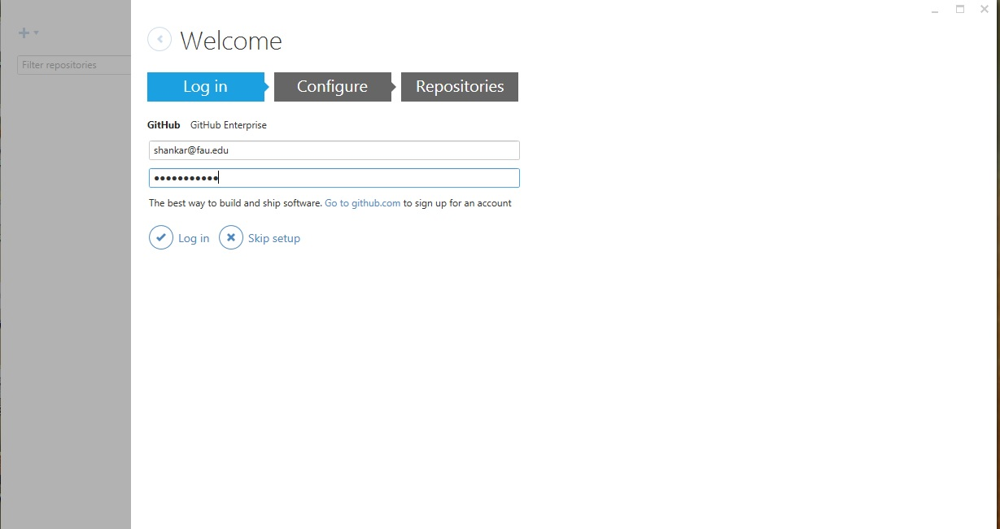 Welcome
Filter repositories
Log in Configure Repositories
GitHub GitHub Enterprise
shankar@fau.edu
●●●●●●●●●●●
The best way to build and ship software. Go to github.com to sign up for an account
Log in Skip setup